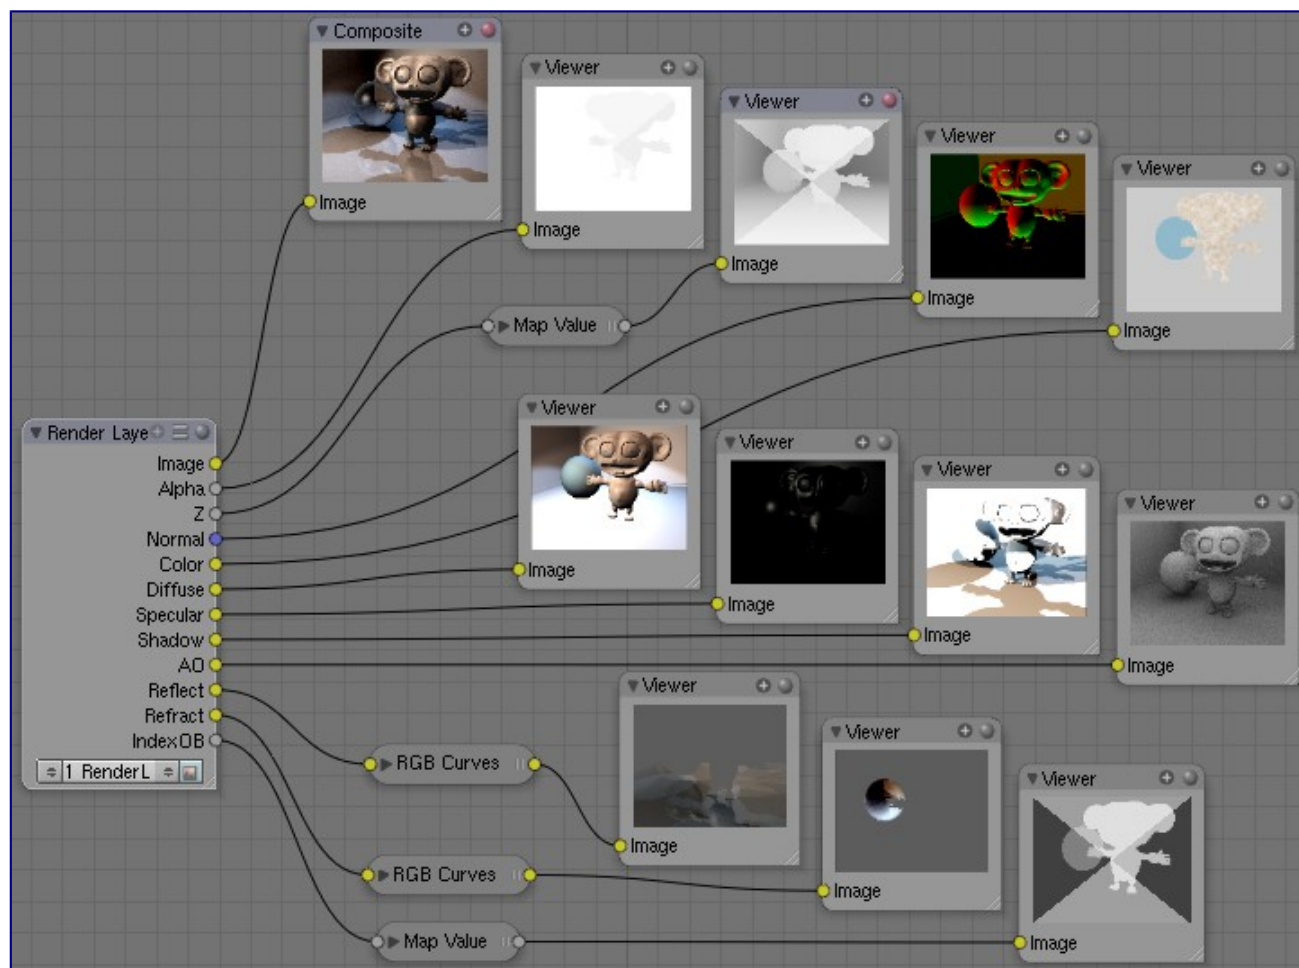 Composite
Image
Viewer
Image
Viewer
Image
Viewer
Image
Viewer
Image
Map Value
Render Laye
Image
Alpha
Z
Normal
Color
Diffuse
Specular
Shadow
AO
Reflect
Refract
IndexOB
1 RenderL
Viewer
Image
Viewer
Image
Viewer
Image
Viewer
Image
RGB Curves
Viewer
Image
RGB Curves
Viewer
Image
Map Value
Viewer
Image